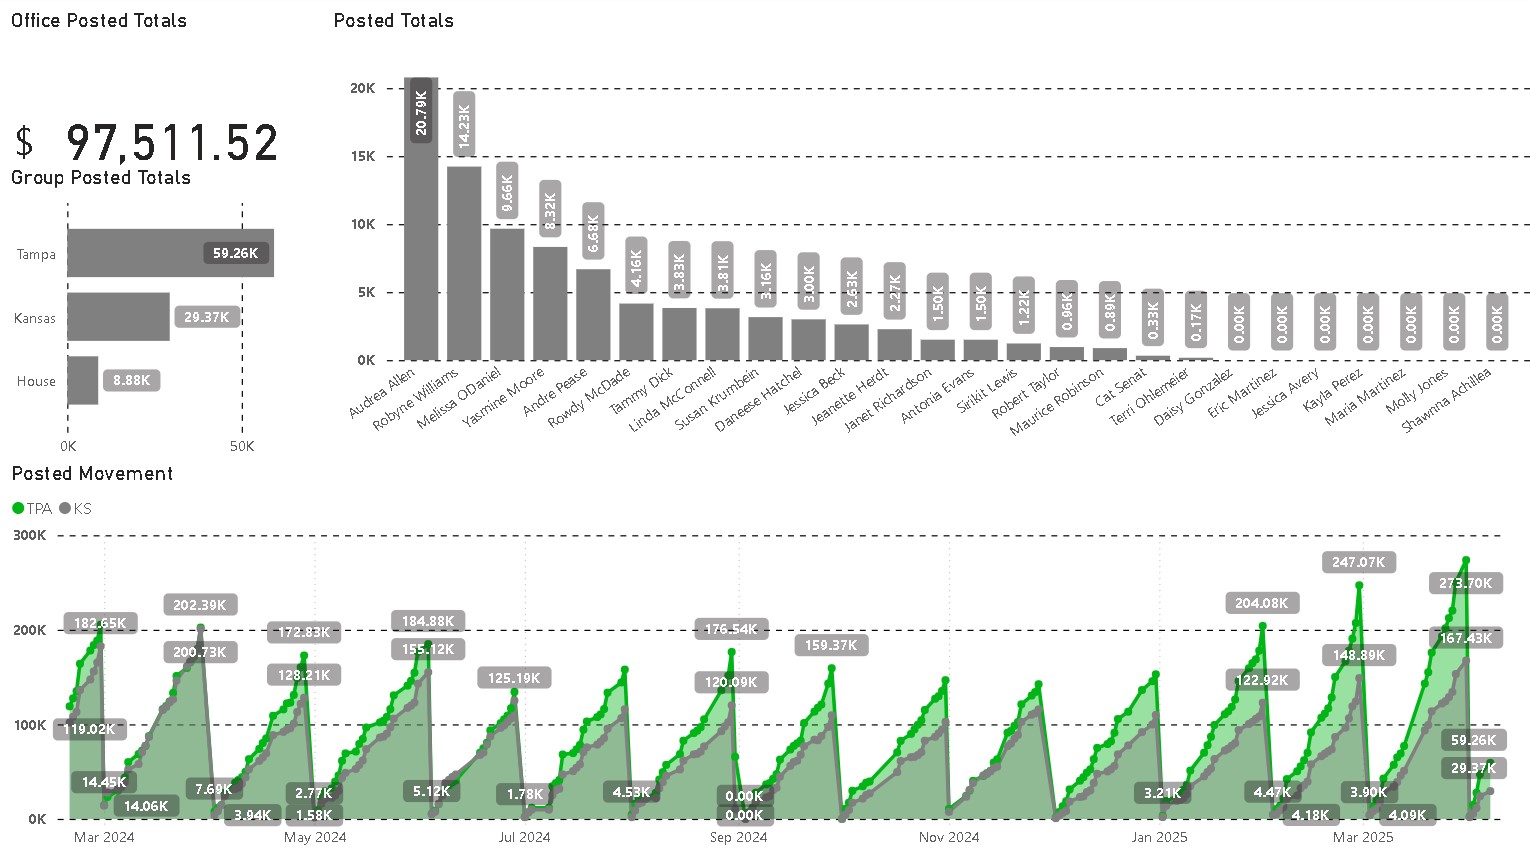 Office Posted Totals
$ 97,511.52
Group Posted Totals
Tampa 59.26K
Kansas 29.37K
House 8.88K
0K 50K
Posted Totals
20K
15K
10K
5K
0K
20.79K 14.23K 9.66K 8.32K 6.68K 4.16K 3.83K 3.81K 3.16K 3.00K 2.63K 2.27K 1.50K 1.50K 1.22K 0.96K 0.89K 0.33K 0.17K 0.00K 0.00K 0.00K 0.00K 0.00K 0.00K 0.00K
Audrea Allen
Robyne Williams
Melissa ODaniel
Yasmine Moore
Andre Pease
Rowdy McDade
Tammy Dick
Linda McConnell
Susan Krumbein
Daneese Hatchel
Jessica Beck
Jeanette Herdt
Janet Richardson
Antonia Evans
Sirikit Lewis
Robert Taylor
Maurice Robinson
Cat Senat
Terri Ohlemeier
Daisy Gonzalez
Eric Martinez
Jessica Avery
Kayla Perez
Maria Martinez
Molly Jones
Shawnna Achillea
Posted Movement
TPA KS
300K
200K
100K
0K
182.65K
119.02K
14.45K
14.06K
202.39K
200.73K
7.69K
3.94K
172.83K
128.21K
2.77K
1.58K
184.88K
155.12K
5.12K
125.19K
1.78K
4.53K
176.54K
120.09K
0.00K
0.00K
159.37K
3.21K
204.08K
122.92K
4.47K
4.18K
247.07K
148.89K
3.90K
4.09K
273.70K
167.43K
59.26K
29.37K
Mar 2024 May 2024 Jul 2024 Sep 2024 Nov 2024 Jan 2025 Mar 2025